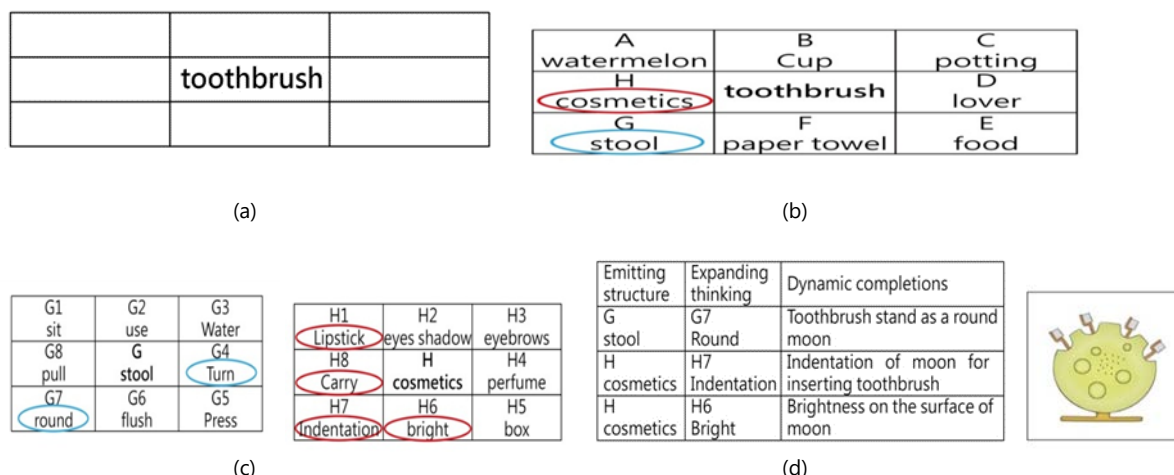 toothbrush
(a)
A
watermelon
B
Cup
C
potting
H
cosmetics
toothbrush
D
lover
G
stool
F
paper towel
E
food
(b)
G1
sit
G2
use
G3
Water
G8
pull
G
stool
G4
Turn
G7
round
G6
flush
G5
Press
H1
Lipstick
H2
eyes shadow
H3
eyebrows
H8
Carry
H
cosmetics
H4
perfume
H7
Indentation
H6
bright
H5
box
(c)
Emitting
structure
Expanding
thinking
Dynamic completions
G
stool
G7
Round
Toothbrush stand as a round
moon
H
cosmetics
H7
Indentation
Indentation of moon for
inserting toothbrush
H
cosmetics
H6
Bright
Brightness on the surface of
moon
(d)